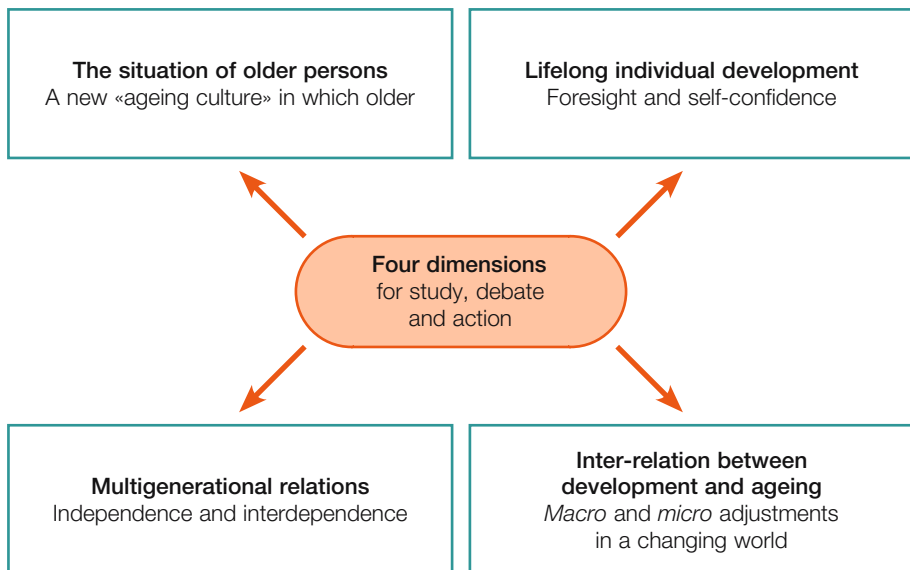 The situation of older persons
A new «ageing culture» in which older
Lifelong individual development
Foresight and self-confidence
Four dimensions
for study, debate
and action
Multigenerational relations
Independence and interdependence
Inter-relation between
development and ageing
Macro and micro adjustments
in a changing world